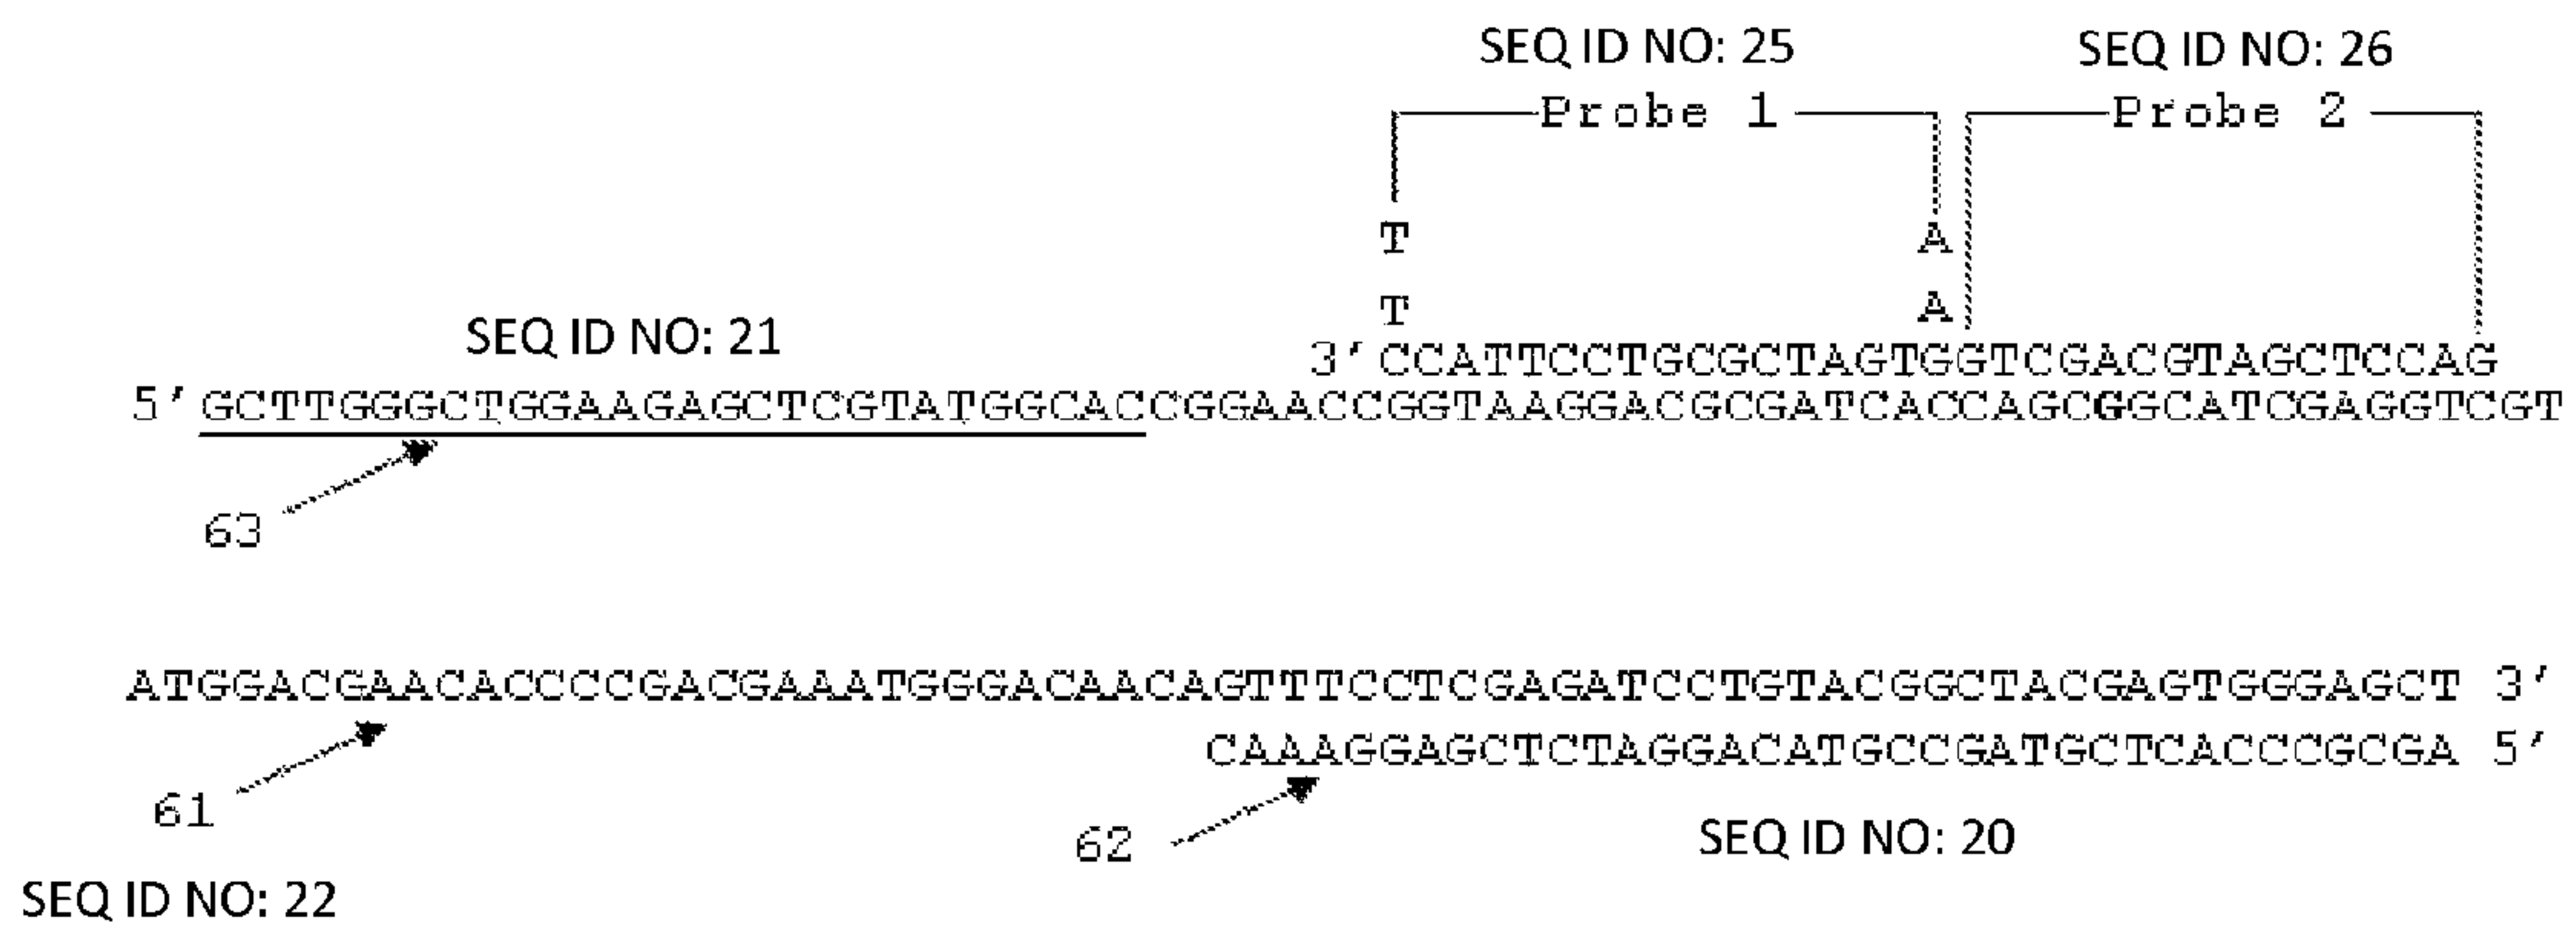 SEQ ID NO: 25 SEQ ID NO: 26
Probe 1 Probe 2
T A
T A
SEQ ID NO: 21
3'CCATTCCTGCGCTAGTGGTCGACGTAGCTCCAG
5'GCTTGGGCTGGAAGAGCTCGTATGGCACCGGAACCGGTAAGGACGCGATCACCAGCGGCATCGAGGTCGT
63
ATGGACGAACACCCCGACGAAATGGGACAACAGTTTCCTCGAGATCCTGTACGGCTACGAGTGGGAGCT 3'
CAAAGGAGCTCTAGGACATGCCGATGCTCACCCGCGA 5'
61
62
SEQ ID NO: 20
SEQ ID NO: 22